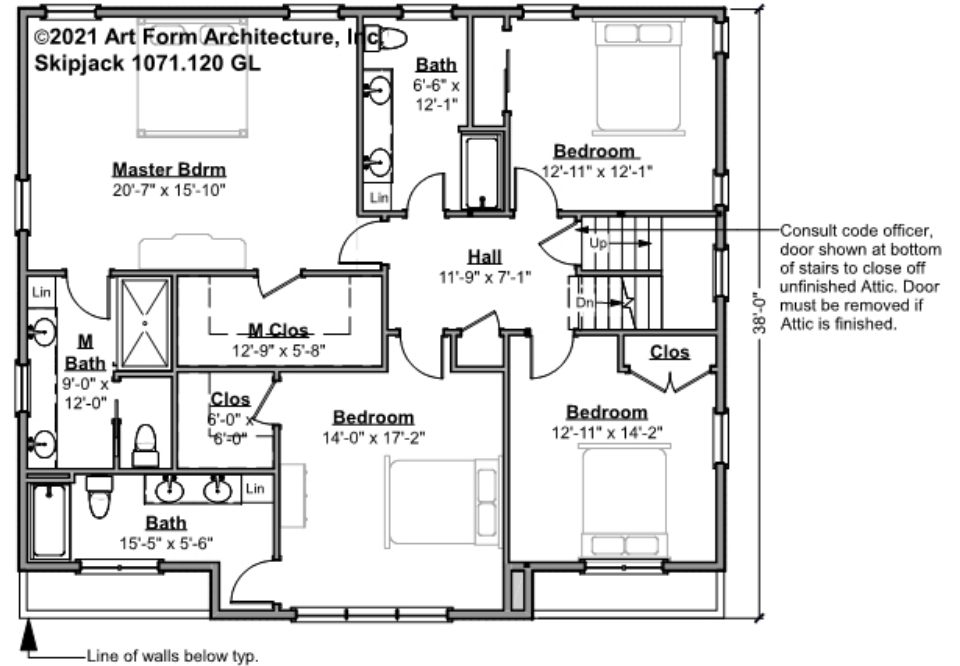 ©2021 Art Form Architecture, Inc.
Skipjack 1071.120 GL
Bath
6'-6" x
12'-1"
Bedroom
12'-11" x 12'-1"
Master Bdrm
20'-7" x 15'-10"
Lin
Up
Hall
11'-9" x 7'-1"
Dn
Consult code officer,
door shown at bottom
of stairs to close off
unfinished Attic. Door
must be removed if
Attic is finished.
38'-0"
Lin
M
Bath
9'-0" x
12'-0"
M Clos
12'-9" x 5'-8"
Clos
6'-0" x
6'-0"
Clos
Bedroom
14'-0" x 17'-2"
Bedroom
12'-11" x 14'-2"
Lin
Bath
15'-5" x 5'-6"
Line of walls below typ.